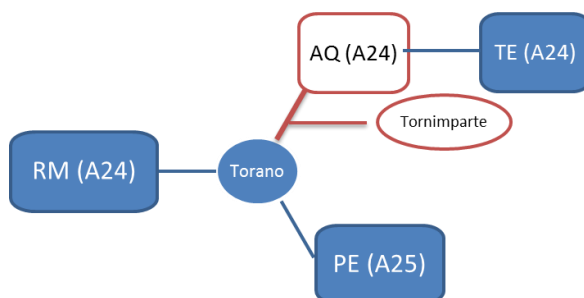 AQ (A24)
TE (A24)
Tornimparte
RM (A24)
Torano
PE (A25)